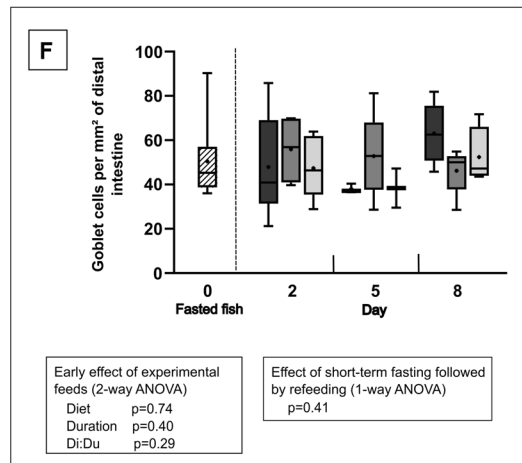 F
Goblet cells per mm² of distal
intestine
100
80
60
40
20
0
0
2
5
8
Fasted fish
Day
Early effect of experimental
feeds (2-way ANOVA)
Diet p=0.74
Duration p=0.40
Di:Du p=0.29
Effect of short-term fasting followed
by refeeding (1-way ANOVA)
p=0.41